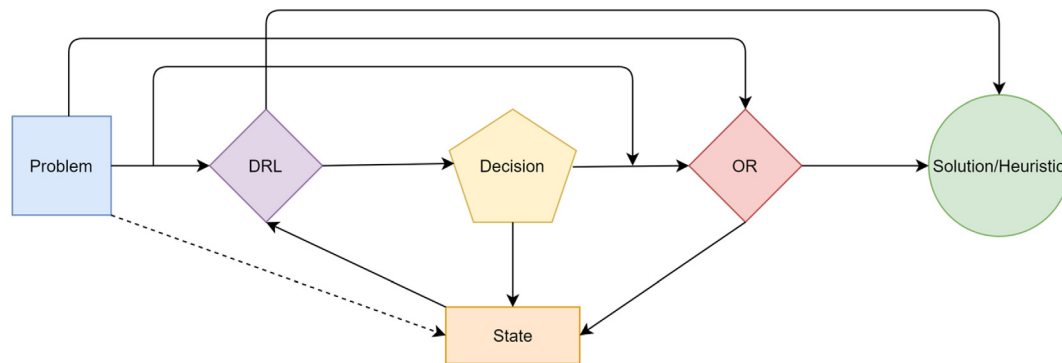 Problem
DRL
Decision
OR
Solution/Heuristic
State